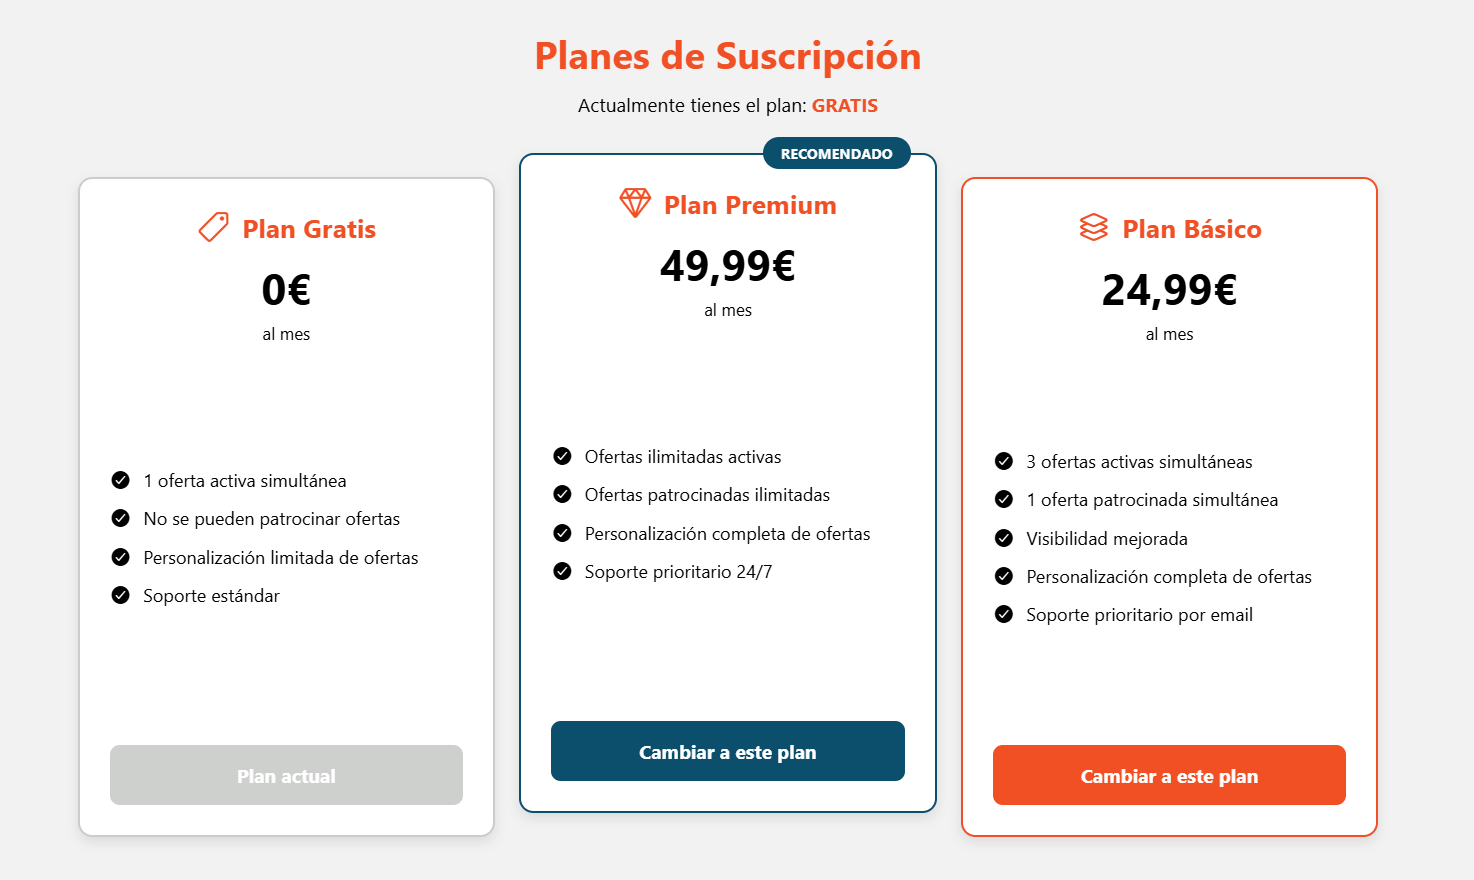 Planes de Suscripción
Actualmente tienes el plan: GRATIS
Plan Gratis
0€
al mes
1 oferta activa simultánea
No se pueden patrocinar ofertas
Personalización limitada de ofertas
Soporte estándar
Plan actual
RECOMENDADO
Plan Premium
49,99€
al mes
Ofertas ilimitadas activas
Ofertas patrocinadas ilimitadas
Personalización completa de ofertas
Soporte prioritario 24/7
Cambiar a este plan
Plan Básico
24,99€
al mes
3 ofertas activas simultáneas
1 oferta patrocinada simultánea
Visibilidad mejorada
Personalización completa de ofertas
Soporte prioritario por email
Cambiar a este plan